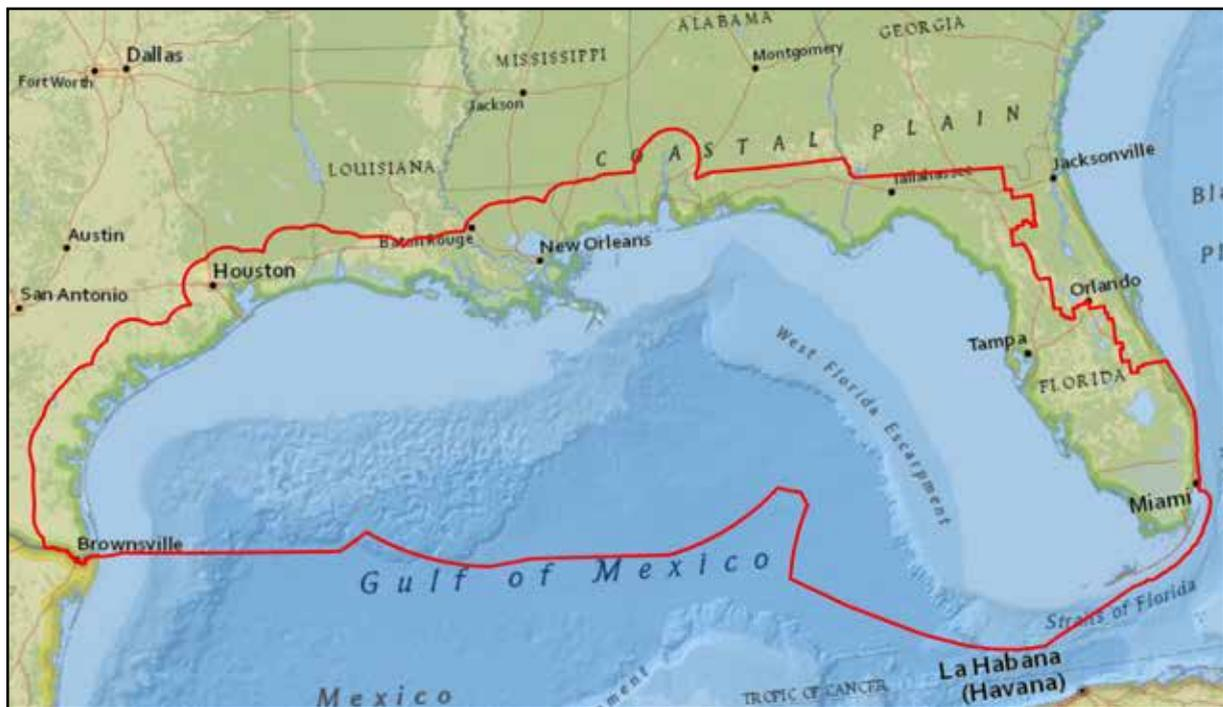 ALABAMA
GEORGIA
Dallas
MISSISSIPPI
Montgomery
Fort Worth
Jackson
COASTAL PLAIN
LOUISIANA
Jacksonville
Tallahassee
Austin
Baton Rouge
New Orleans
Houston
Orlando
San Antonio
Tampa
West Florida Escarpment
FLORIDA
Miami
Brownsville
Gulf of Mexico
Straits of Florida
La Habana
(Havana)
Mexico
TROPIC OF CANCER